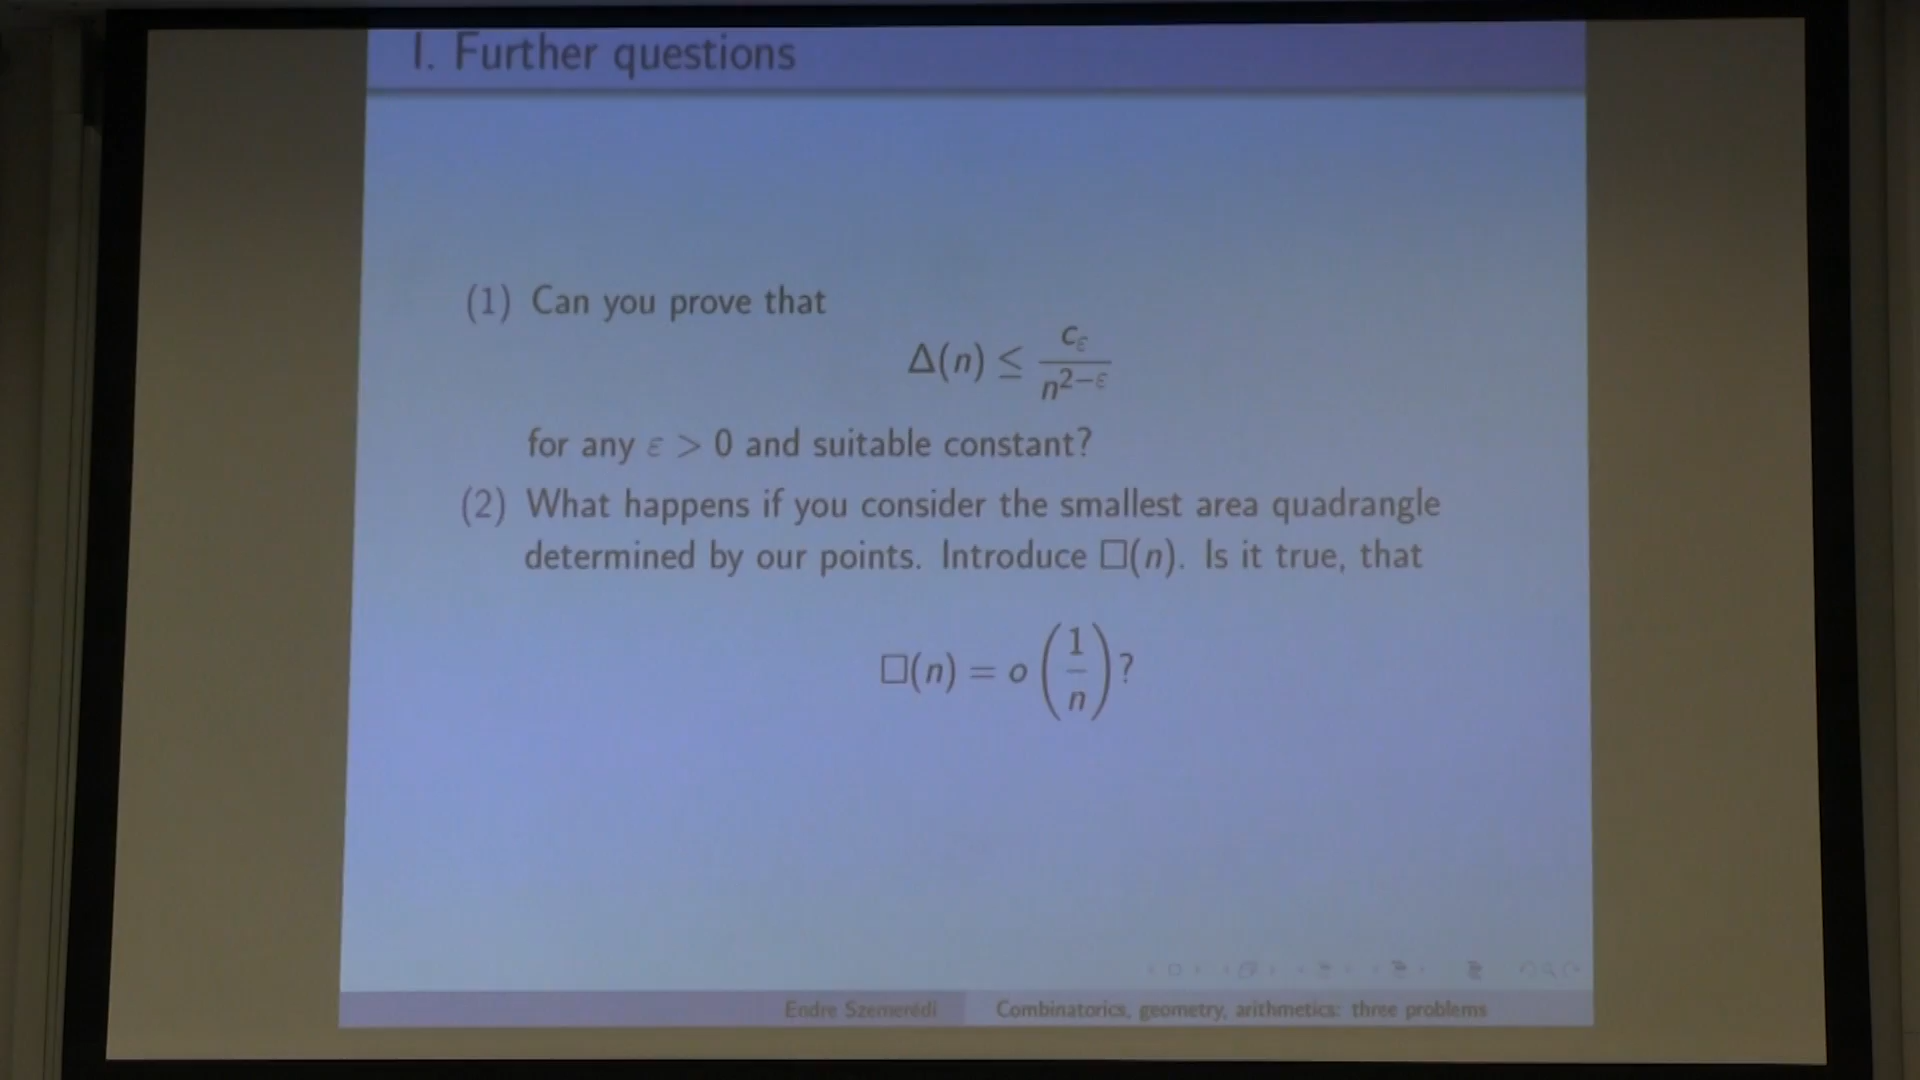 I. Further questions
(1) Can you prove that
Δ(n) ≤ c_ε / n^{2−ε}
for any ε > 0 and suitable constant?
(2) What happens if you consider the smallest area quadrangle
determined by our points. Introduce □(n). Is it true, that
□(n) = o(1/n)?
Endre Szemerédi Combinatorics, geometry, arithmetics: three problems